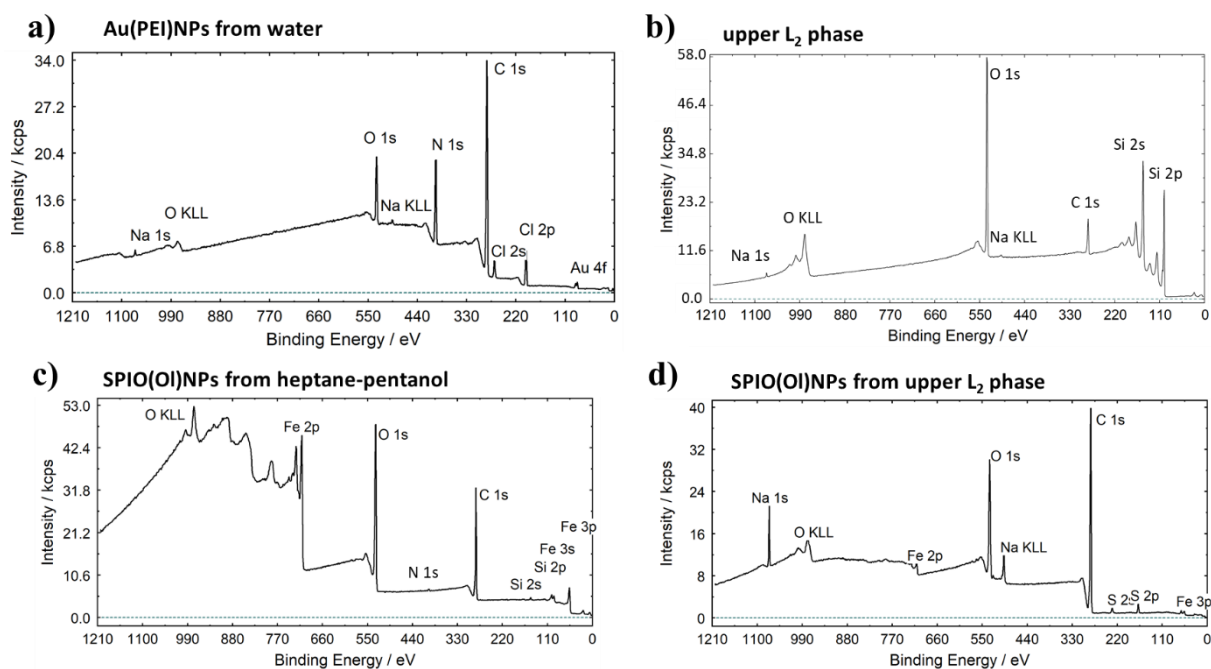 a) Au(PEI)NPs from water
34.0
27.2
20.4
13.6
6.8
0.0
Intensity / kcps
C 1s
O 1s
N 1s
Na KLL
O KLL
Na 1s
Cl 2p
Cl 2s
Au 4f
1210 1100 990 880 770 660 550 440 330 220 110 0
Binding Energy / eV
b) upper L2 phase
58.0
46.4
34.8
23.2
11.6
0.0
Intensity / kcps
O 1s
Si 2s
Si 2p
C 1s
O KLL
Na KLL
Na 1s
1210 1100 990 880 770 660 550 440 330 220 110 0
Binding Energy / eV
c) SPIO(Ol)NPs from heptane-pentanol
53.0
42.4
31.8
21.2
10.6
0.0
Intensity / kcps
O KLL
Fe 2p
O 1s
C 1s
Fe 3p
Fe 3s
Si 2p
N 1s
Si 2s
1210 1100 990 880 770 660 550 440 330 220 110 0
Binding Energy / eV
d) SPIO(Ol)NPs from upper L2 phase
40
32
24
16
8
0
Intensity / kcps
C 1s
O 1s
Na 1s
O KLL
Na KLL
Fe 2p
S 2s
S 2p
Fe 3p
1210 1100 990 880 770 660 550 440 330 220 110 0
Binding Energy / eV